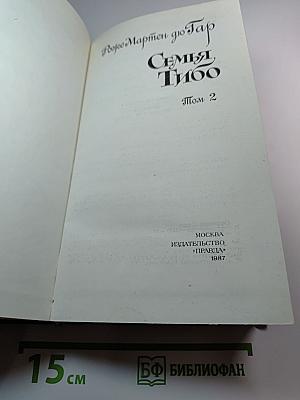 Роже Мартен дю Гар
Семья
Тибо
Том 2
МОСКВА
ИЗДАТЕЛЬСТВО
«ПРАВДА»
1987
15 см
БФ БИБЛИОФАН